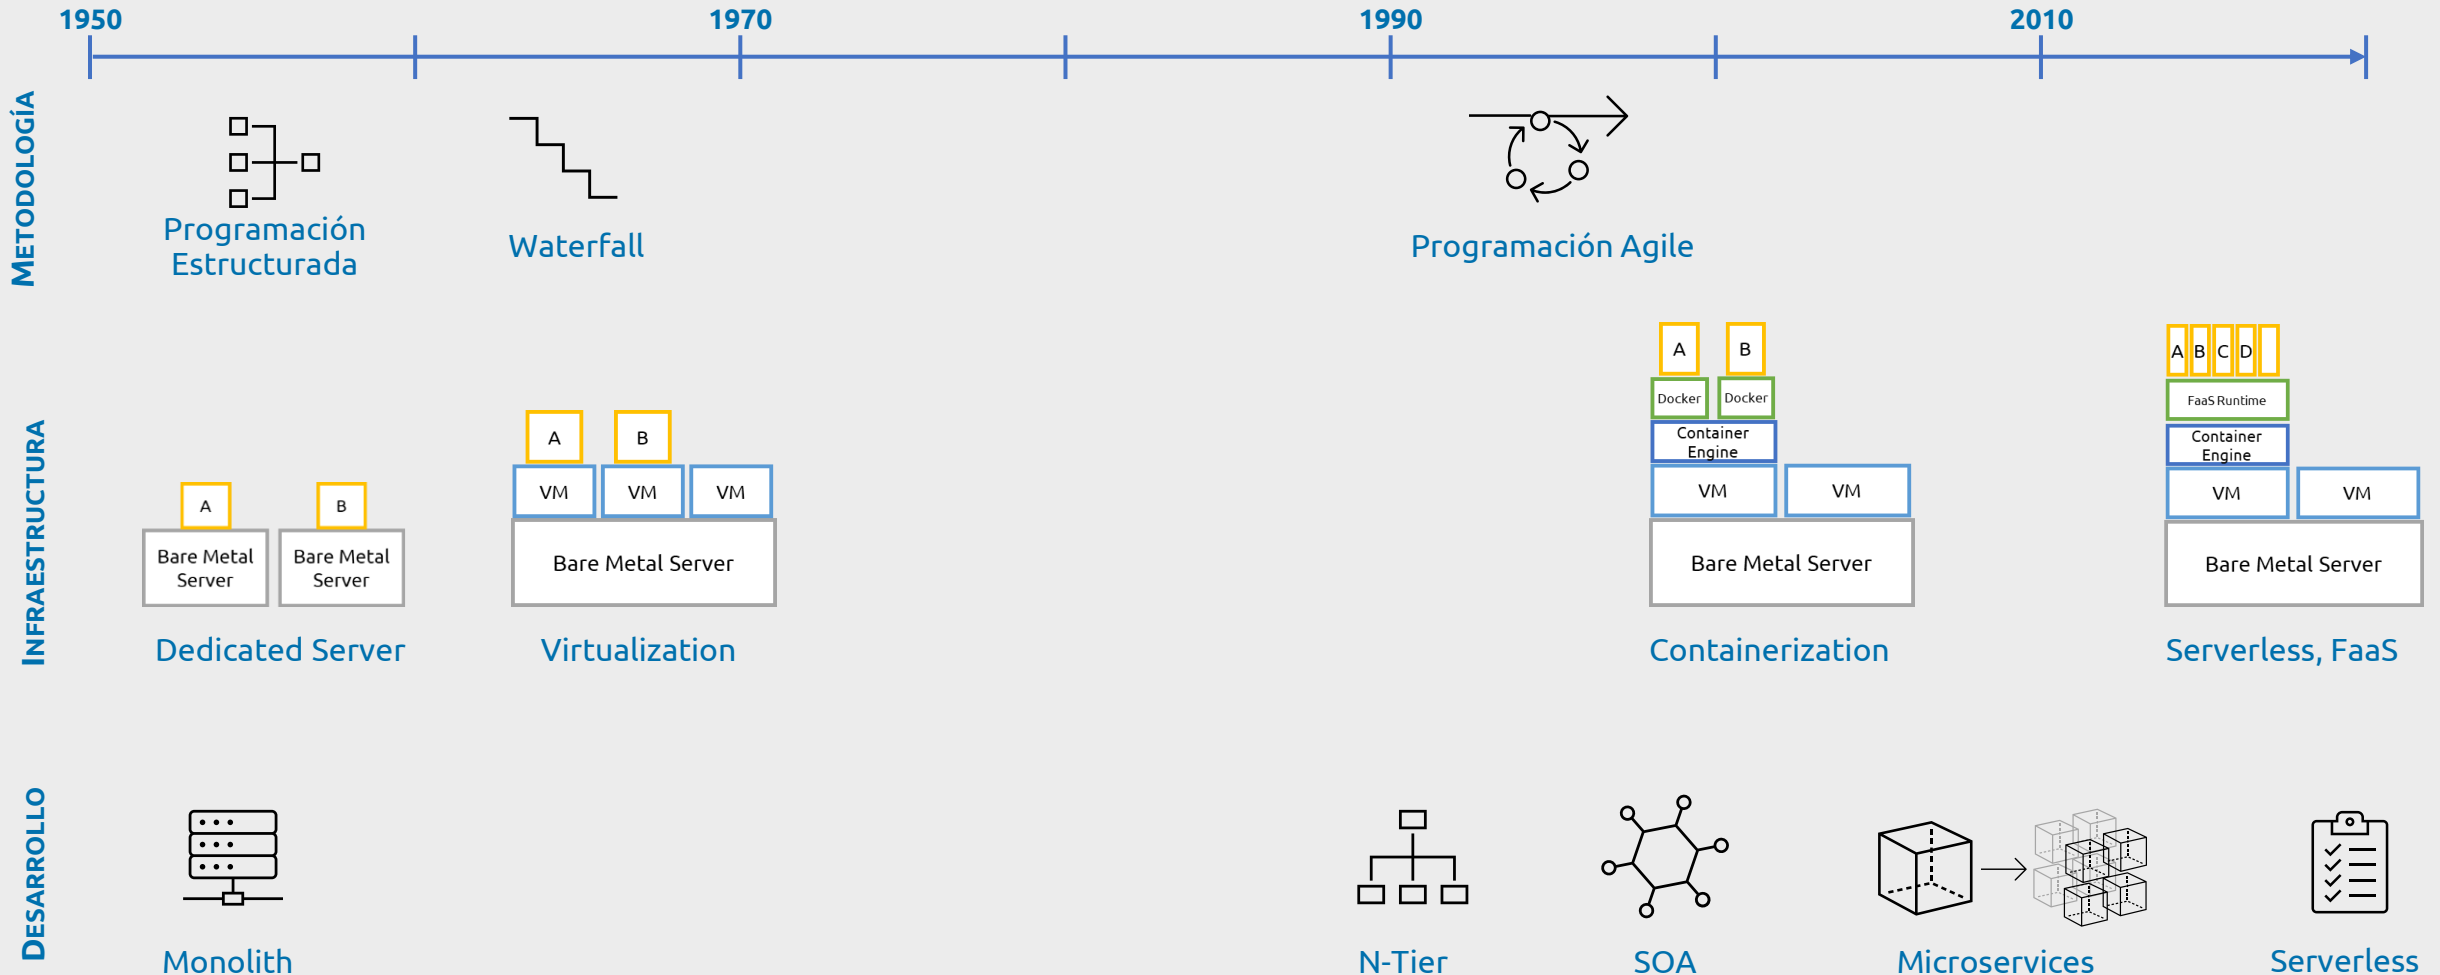 1950
1970
1990
2010
METODOLOGÍA
Programación
Estructurada
Waterfall
Programación Agile
INFRAESTRUCTURA
A
B
Bare Metal
Server
Bare Metal
Server
Dedicated Server
A
B
VM
VM
VM
Bare Metal Server
Virtualization
A
B
Docker
Docker
Container
Engine
VM
VM
Bare Metal Server
Containerization
A
B
C
D
FaaS Runtime
Container
Engine
VM
VM
Bare Metal Server
Serverless, FaaS
DESARROLLO
Monolith
N-Tier
SOA
Microservices
Serverless